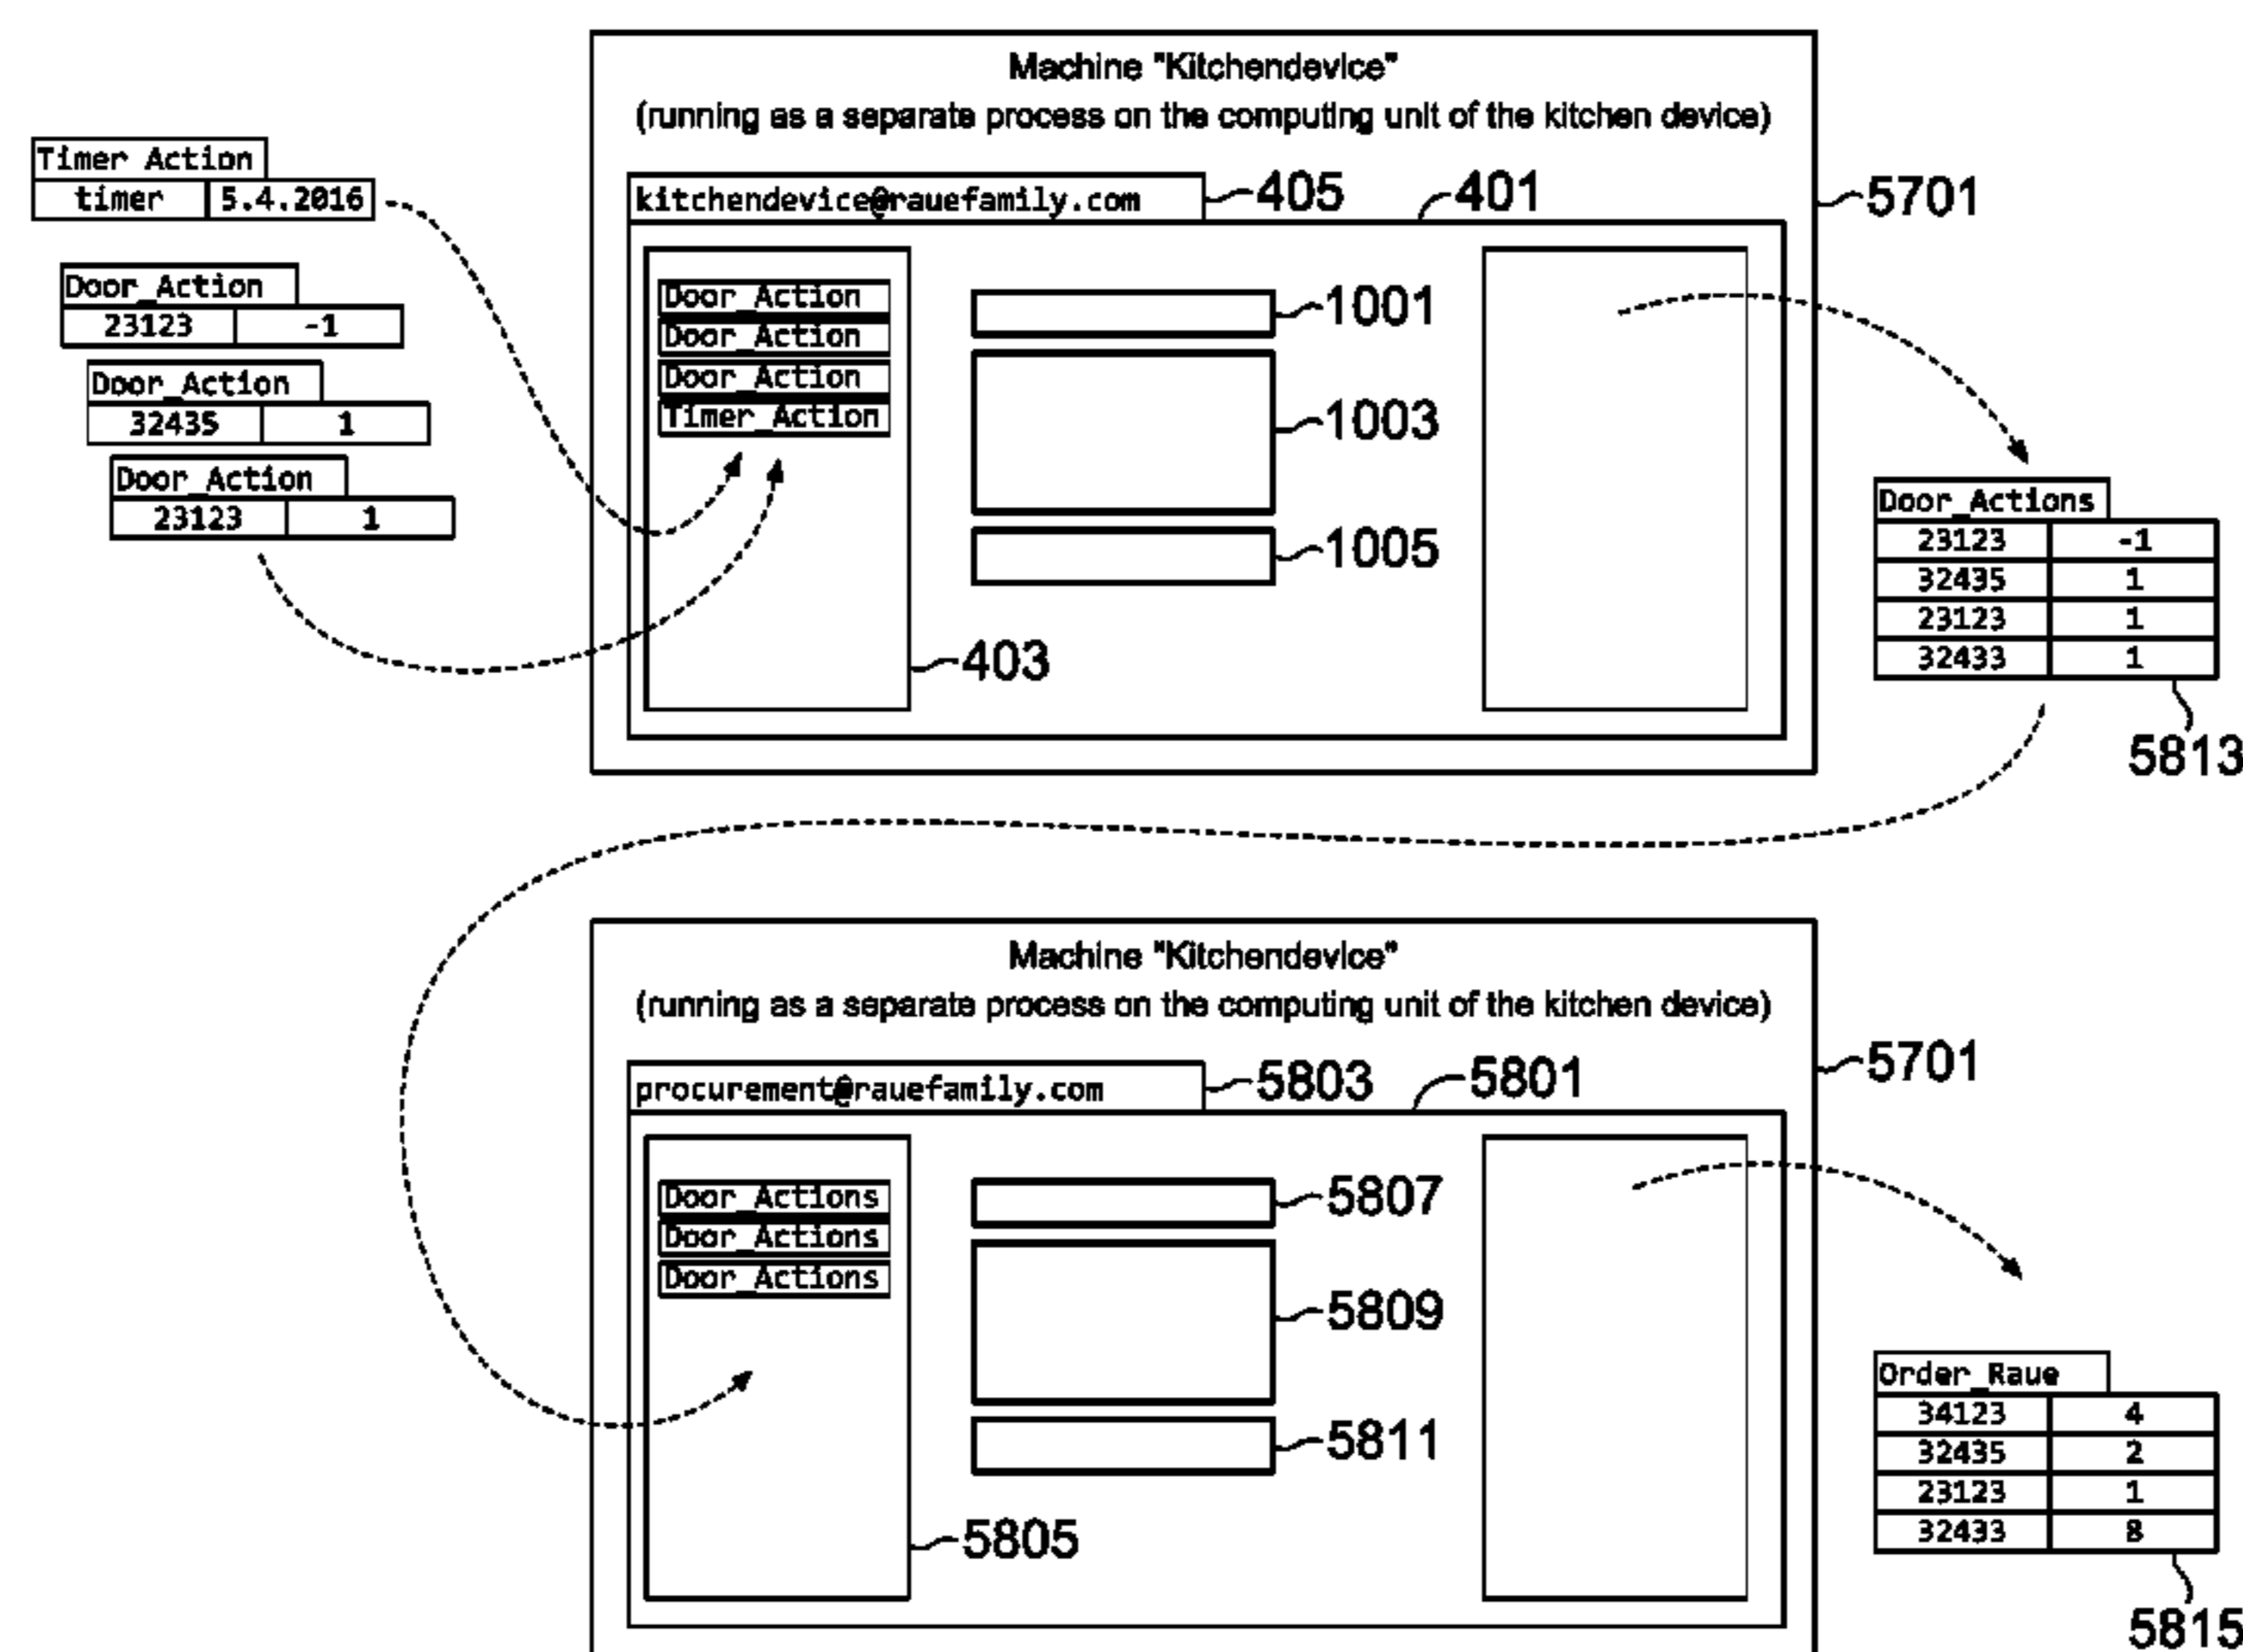 Machine "Kitchendevice"
(running as a separate process on the computing unit of the kitchen device)
Timer Action
timer 5.4.2016
kitchendevice@rauefamily.com 405 401 5701
Door_Action
23123 -1
Door_Action
32435 1
Door_Action
23123 1
Door_Action
Door_Action
Door_Action
Timer_Action
1001
1003
1005
403
Door_Actions
23123 -1
32435 1
23123 1
32433 1
5813
Machine "Kitchendevice"
(running as a separate process on the computing unit of the kitchen device)
procurement@rauefamily.com 5803 5801 5701
Door_Actions
Door_Actions
Door_Actions
5807
5809
5811
5805
Order_Raue
34123 4
32435 2
23123 1
32433 8
5815